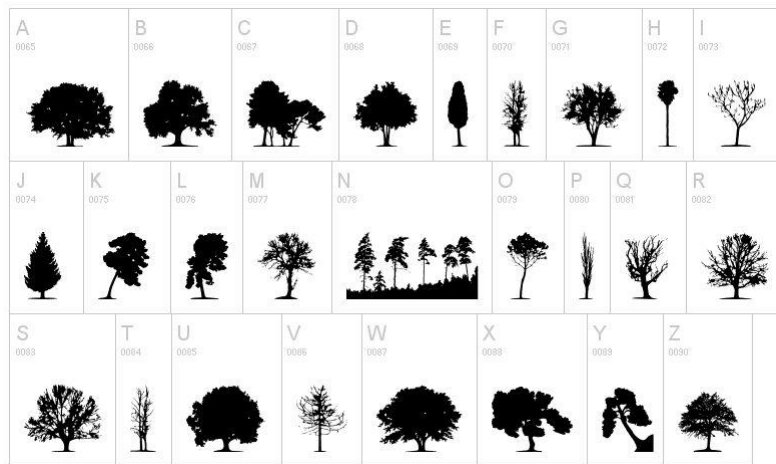 A B C D E F G H I
0065 0066 0067 0068 0069 0070 0071 0072 0073
J K L M N O P Q R
0074 0075 0076 0077 0078 0079 0080 0081 0082
S T U V W X Y Z
0083 0084 0085 0086 0087 0088 0089 0090